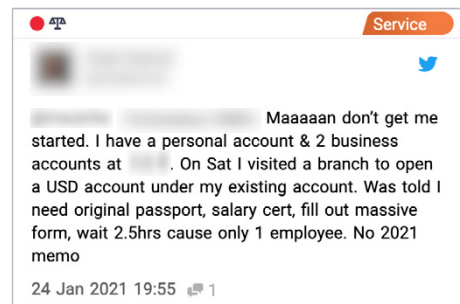 Service
Maaaaan don't get me
started. I have a personal account & 2 business
accounts at . On Sat I visited a branch to open
a USD account under my existing account. Was told I
need original passport, salary cert, fill out massive
form, wait 2.5hrs cause only 1 employee. No 2021
memo
24 Jan 2021 19:55 1